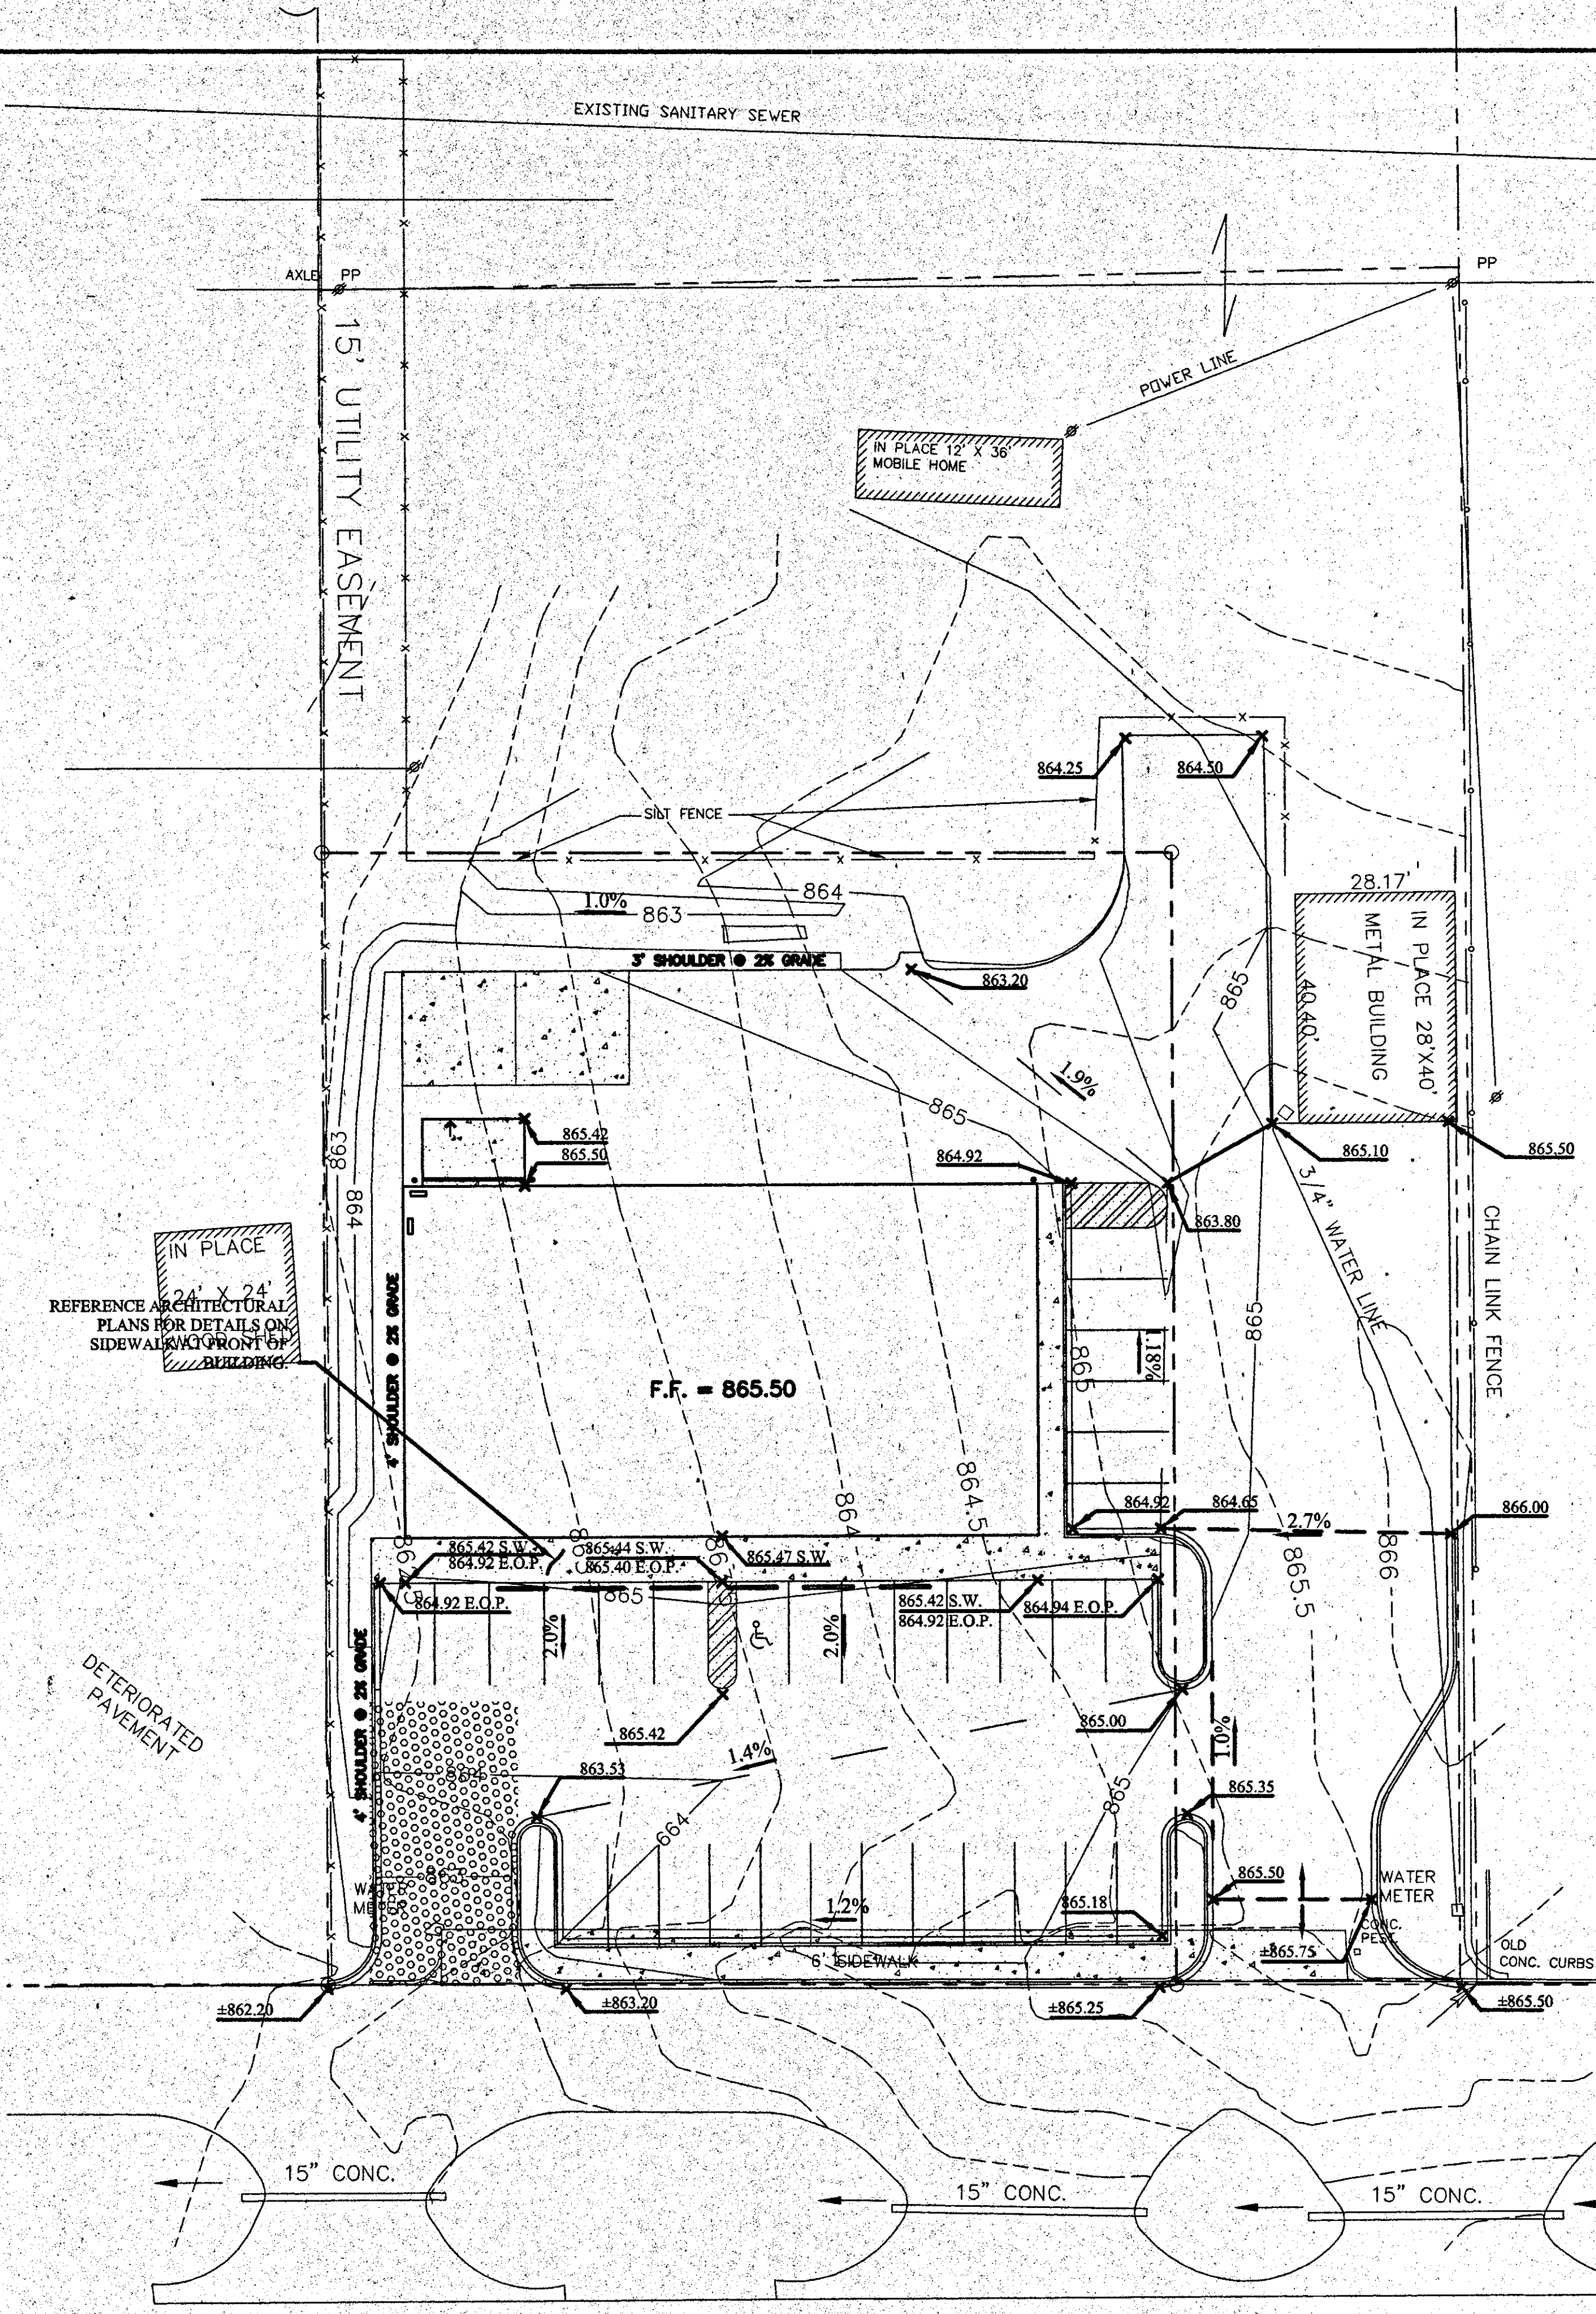 EXISTING SANITARY SEWER
AXLE PP
PP
15' UTILITY EASEMENT
POWER LINE
IN PLACE 12' X 36'
MOBILE HOME
864.25
864.50
SILT FENCE
28.17'
IN PLACE 28'X40'
METAL BUILDING
40.40'
864
1.0%
863
3' SHOULDER @ 2% GRADE
863.20
865
1.9%
865
865.42
865.50
864.92
865.10
865.50
863
864
863.80
3/4" WATER LINE
CHAIN LINK FENCE
IN PLACE
24' X 24'
WOOD SHED
REFERENCE ARCHITECTURAL
PLANS FOR DETAILS ON
SIDEWALK AT FRONT OF
BUILDING.
4' SHOULDER @ 2% GRADE
F.F. = 865.50
865
1.18%
865
864.5
864
864.92
864.65
866.00
2.7%
865.42 S.W.
864.92 E.O.P.
865.44 S.W.
865.40 E.O.P.
865.47 S.W.
865.5
866
864.92 E.O.P.
865
865.42 S.W.
864.92 E.O.P.
864.94 E.O.P.
2.0%
2.0%
4' SHOULDER @ 2% GRADE
DETERIORATED
PAVEMENT
865.42
865.00
1.4%
1.0%
864
863.53
865
865.35
664
863
WATER
METER
865.50
WATER
METER
1.2%
865.18
CONC.
PEST.
±865.75
6' SIDEWALK
OLD
CONC. CURBS
±862.20
±863.20
±865.25
±865.50
15" CONC.
15" CONC.
15" CONC.